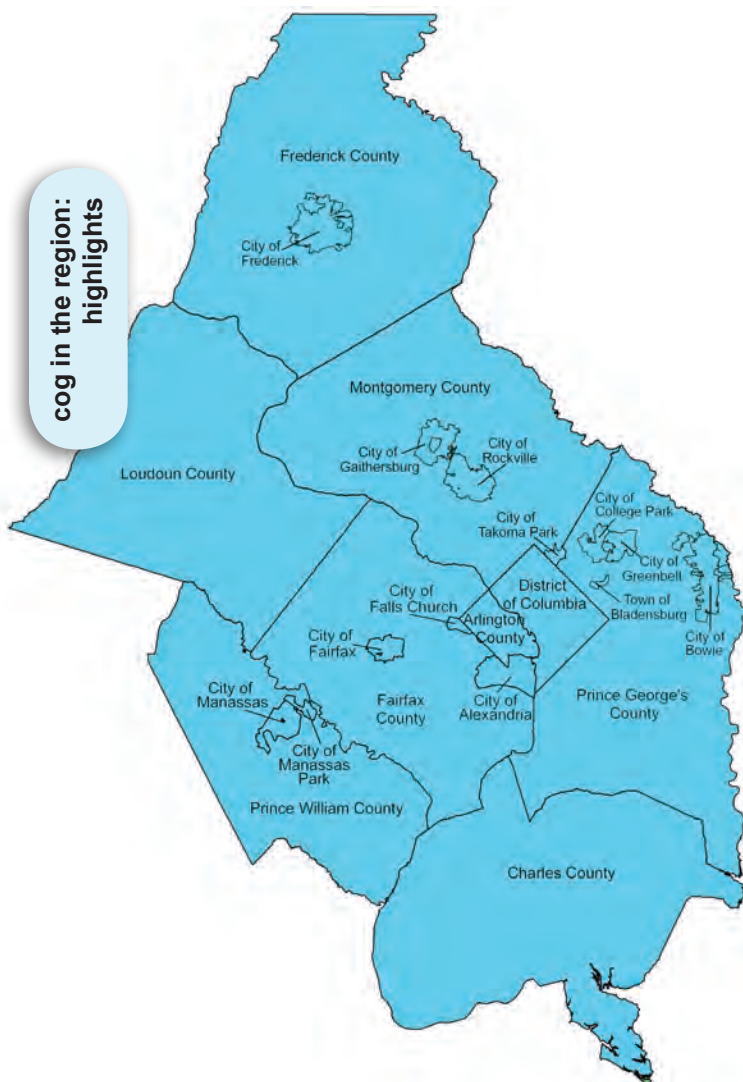 cog in the region:
highlights
Frederick County
City of
Frederick
Montgomery County
City of
Gaithersburg
City of
Rockville
Loudoun County
City of
Takoma Park
City of
College Park
City of
Greenbelt
Town of
Bladensburg
City of
Bowie
District
of Columbia
City of
Falls Church
Arlington
County
City of
Fairfax
City of
Manassas
Fairfax
County
City of
Alexandria
Prince George's
County
City of
Manassas
Park
Prince William County
Charles County